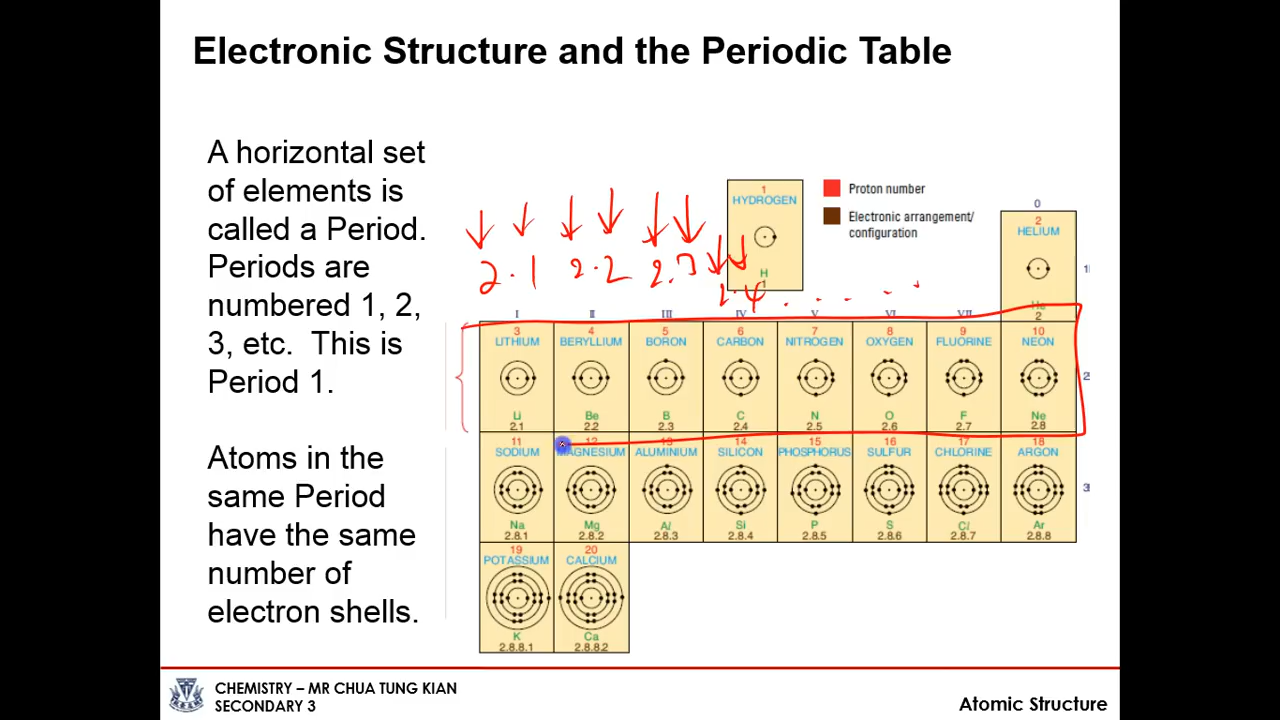 Electronic Structure and the Periodic Table
A horizontal set
of elements is
called a Period.
Periods are
numbered 1, 2,
3, etc. This is
Period 1.
Atoms in the
same Period
have the same
number of
electron shells.
2.1 2.2 2.3 2.4 . . . . .
1
HYDROGEN
H
1
Proton number
Electronic arrangement/
configuration
0
2
HELIUM
He
2
1
I II III IV V VI VII
3 4 5 6 7 8 9 10
LITHIUM BERYLLIUM BORON CARBON NITROGEN OXYGEN FLUORINE NEON
2
Li Be B C N O F Ne
2.1 2.2 2.3 2.4 2.5 2.6 2.7 2.8
11 12 13 14 15 16 17 18
SODIUM MAGNESIUM ALUMINIUM SILICON PHOSPHORUS SULFUR CHLORINE ARGON
3
Na Mg Al Si P S Cl Ar
2.8.1 2.8.2 2.8.3 2.8.4 2.8.5 2.8.6 2.8.7 2.8.8
19 20
POTASSIUM CALCIUM
K Ca
2.8.8.1 2.8.8.2
CHEMISTRY – MR CHUA TUNG KIAN
SECONDARY 3
Atomic Structure